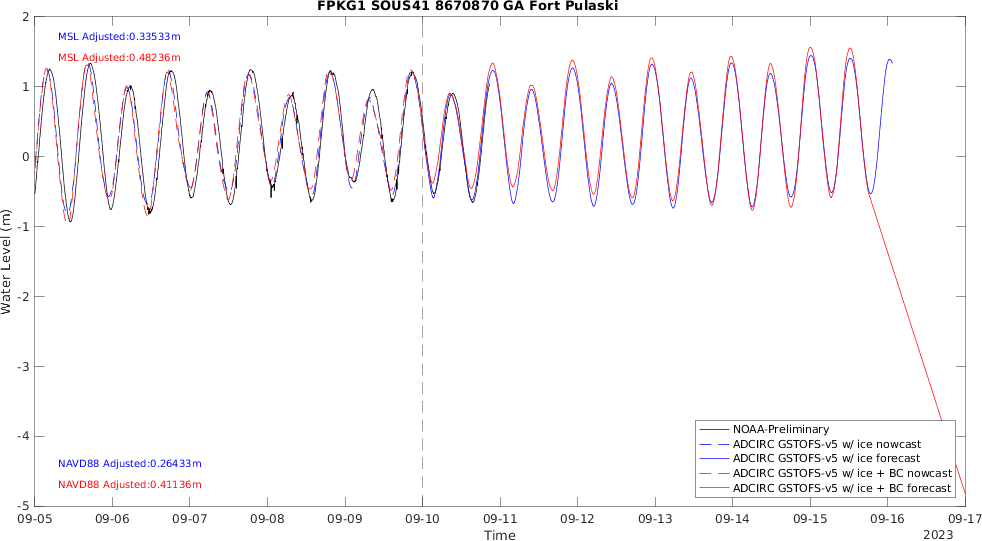 FPKG1 SOUS41 8670870 GA Fort Pulaski
MSL Adjusted:0.33533m
MSL Adjusted:0.48236m
2
1
0
-1
-2
-3
-4
-5
Water Level (m)
NAVD88 Adjusted:0.26433m
NAVD88 Adjusted:0.41136m
NOAA-Preliminary
ADCIRC GSTOFS-v5 w/ ice nowcast
ADCIRC GSTOFS-v5 w/ ice forecast
ADCIRC GSTOFS-v5 w/ ice + BC nowcast
ADCIRC GSTOFS-v5 w/ ice + BC forecast
09-05 09-06 09-07 09-08 09-09 09-10 09-11 09-12 09-13 09-14 09-15 09-16 09-17
Time
2023